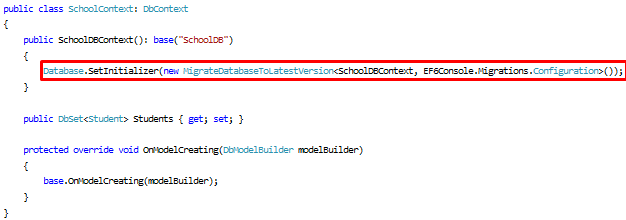 public class SchoolContext: DbContext
{
public SchoolDBContext(): base("SchoolDB")
{
Database.SetInitializer(new MigrateDatabaseToLatestVersion<SchoolDBContext, EF6Console.Migrations.Configuration>());
}
public DbSet<Student> Students { get; set; }
protected override void OnModelCreating(DbModelBuilder modelBuilder)
{
base.OnModelCreating(modelBuilder);
}
}